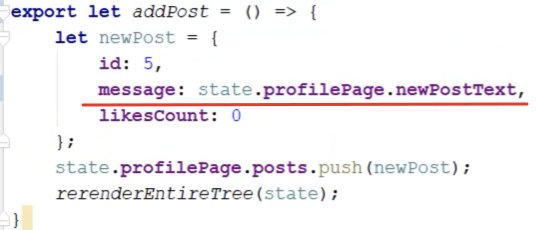 export let addPost = () => {
let newPost = {
id: 5,
message: state.profilePage.newPostText,
likesCount: 0
};
state.profilePage.posts.push(newPost);
rerenderEntireTree(state);
}